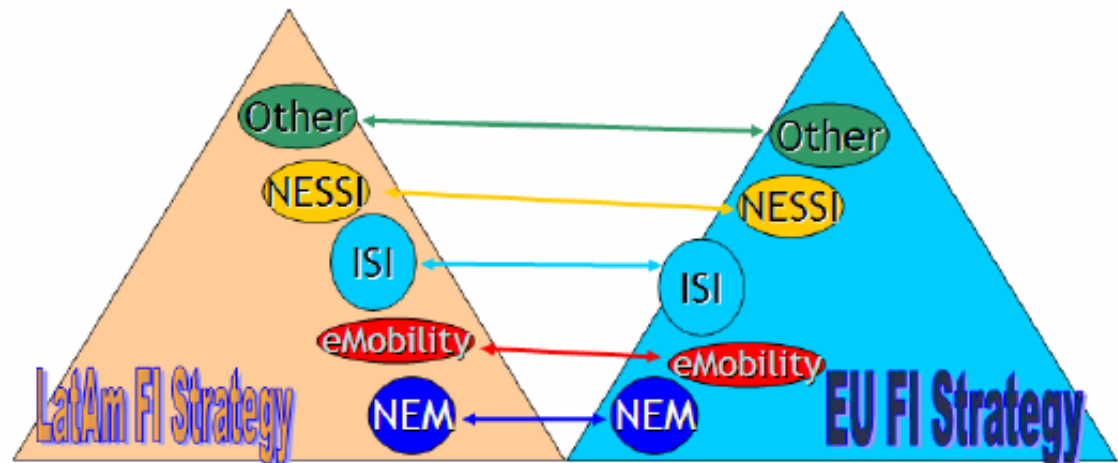 Other
Other
NESSI
NESSI
ISI
ISI
eMobility
eMobility
LatAm FI Strategy
NEM
NEM
EU FI Strategy